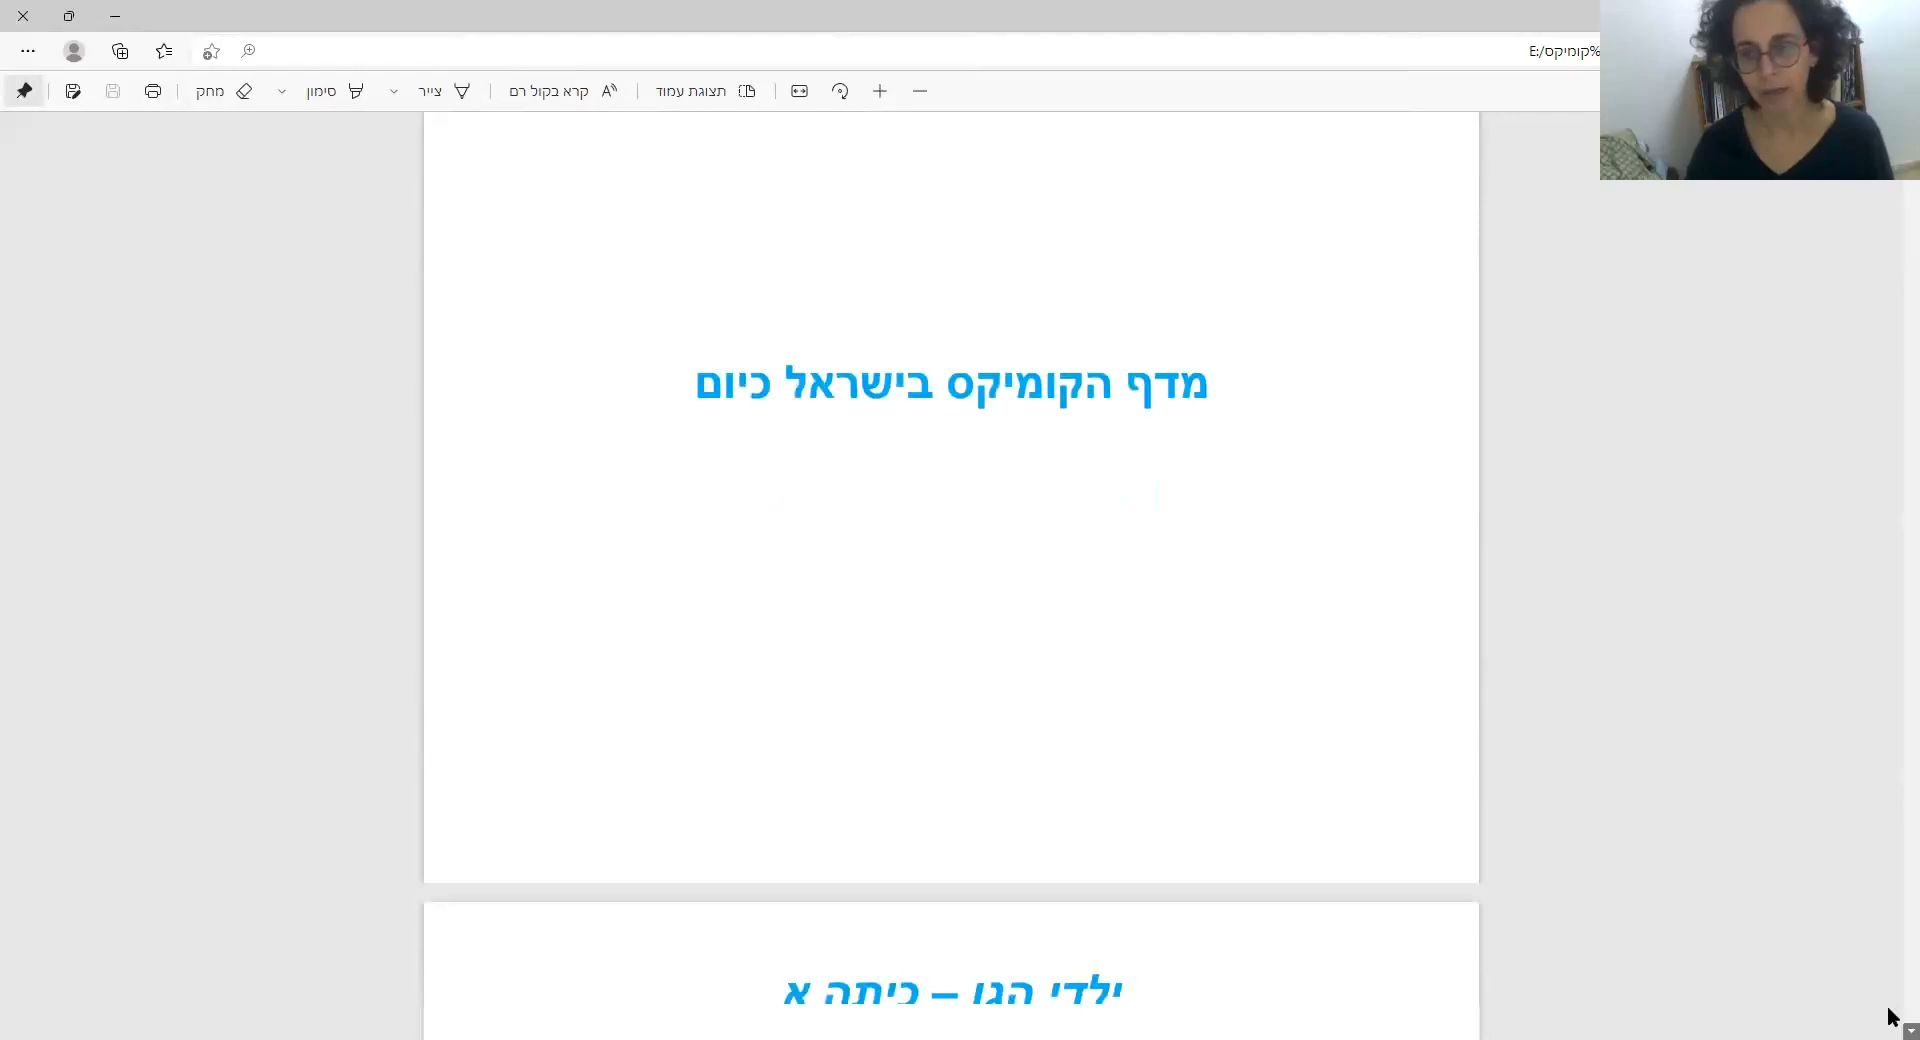 E:/קומיקס%
תצוגת עמוד
קרא בקול רם
צייר
סימון
מחק
מדף הקומיקס בישראל כיום
ילדי הגן – כיתה א